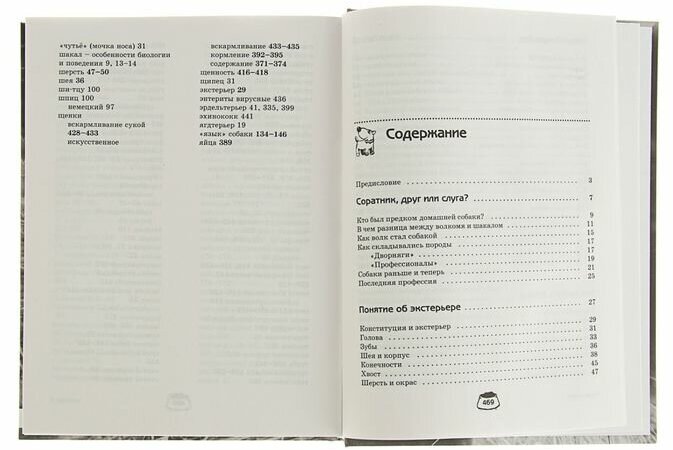 «чутьё» (мочка носа) 31
шакал – особенности биологии
и поведения 9, 13–14
шерсть 47–50
шея 36
ши-тцу 100
шпиц 100
немецкий 97
щенки
вскармливание сукой
428–433
искусственное
вскармливание 433–435
кормление 392–395
содержание 371–374
щенность 416–418
щипец 31
экстерьер 29
энтериты вирусные 436
эрдельтерьер 41, 335, 399
эхинококк 441
ягдтерьер 19
“язык” собаки 134–146
яйца 389
Содержание
Предисловие 3
Соратник, друг или слуга? 7
Кто был предком домашней собаки? 9
В чем разница между волком и шакалом 11
Как волк стал собакой 15
Как складывались породы 17
«Дворняги» 17
«Профессионалы» 19
Собаки раньше и теперь 21
Последняя профессия 25
Понятие об экстерьере 27
Конституция и экстерьер 29
Голова 31
Зубы 33
Шея и корпус 36
Конечности 38
Хвост 45
Шерсть и окрас 47
469